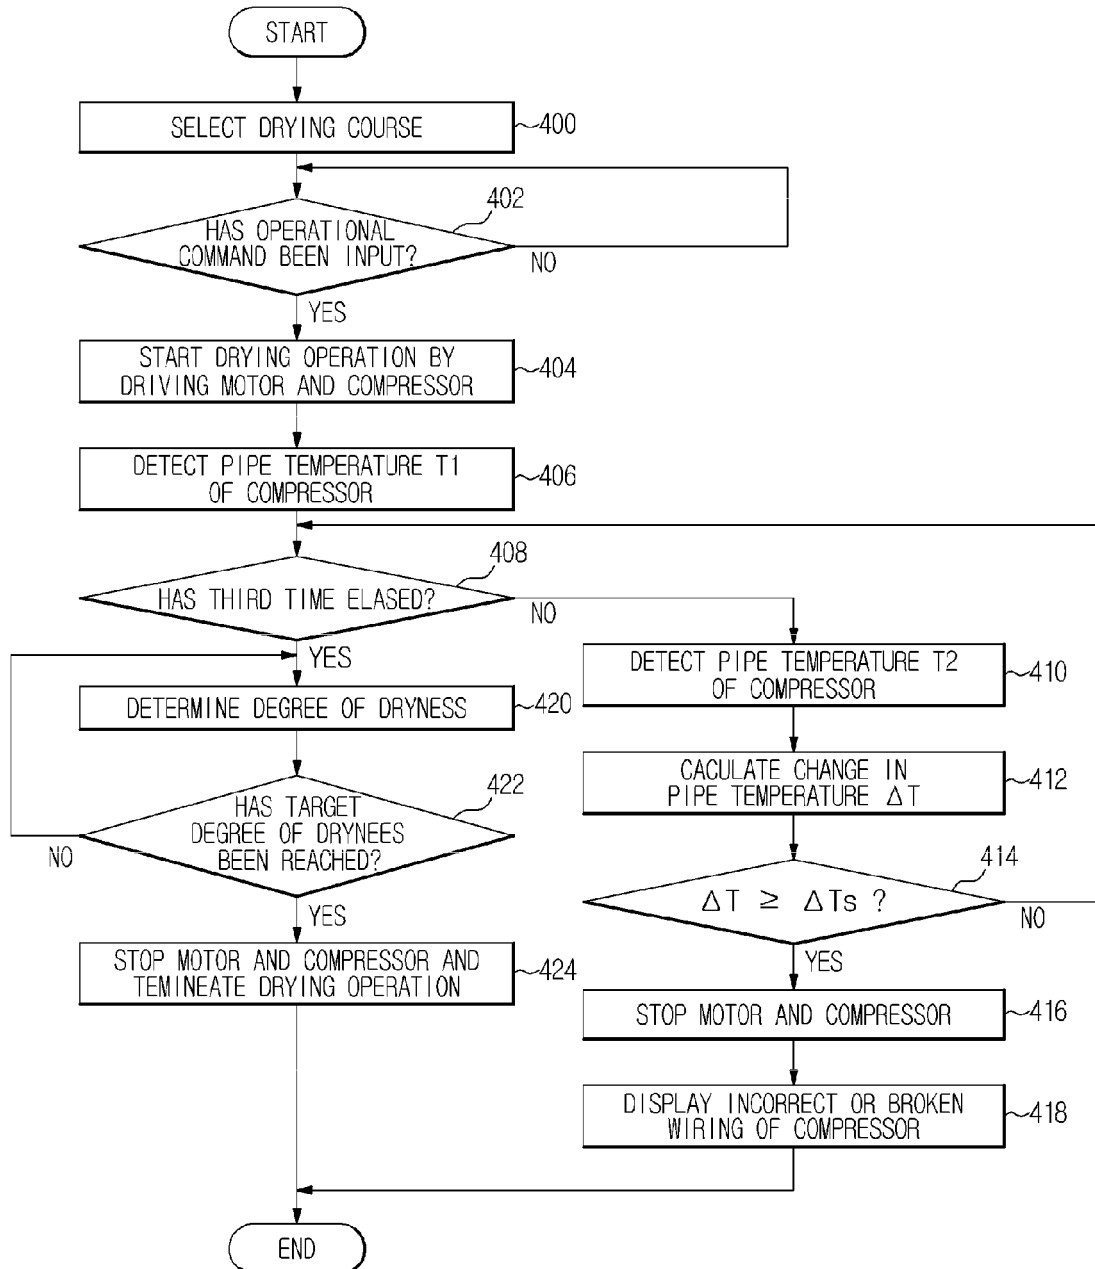 START
SELECT DRYING COURSE
400
402
HAS OPERATIONAL
COMMAND BEEN INPUT?
NO
YES
START DRYING OPERATION BY
DRIVING MOTOR AND COMPRESSOR
404
DETECT PIPE TEMPERATURE T1
OF COMPRESSOR
406
408
HAS THIRD TIME ELASED?
NO
YES
DETECT PIPE TEMPERATURE T2
OF COMPRESSOR
410
DETERMINE DEGREE OF DRYNESS
420
CACULATE CHANGE IN
PIPE TEMPERATURE ΔT
412
422
HAS TARGET
DEGREE OF DRYNEES
BEEN REACHED?
NO
YES
414
ΔT ≥ ΔTs ?
NO
YES
STOP MOTOR AND COMPRESSOR AND
TEMINEATE DRYING OPERATION
424
STOP MOTOR AND COMPRESSOR
416
DISPLAY INCORRECT OR BROKEN
WIRING OF COMPRESSOR
418
END